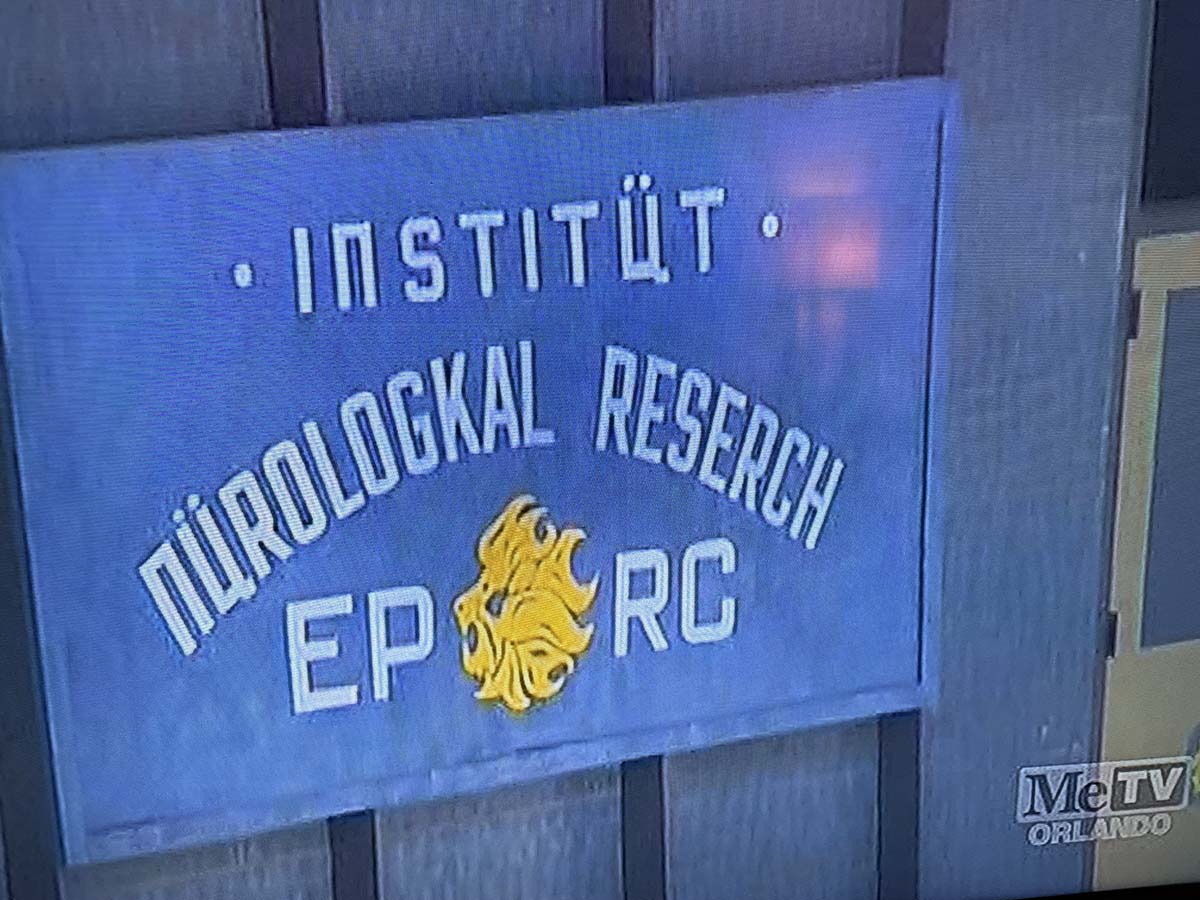 · INSTITÜT ·
NÜROLOGKAL RESERCH
EP RC
MeTV
ORLANDO